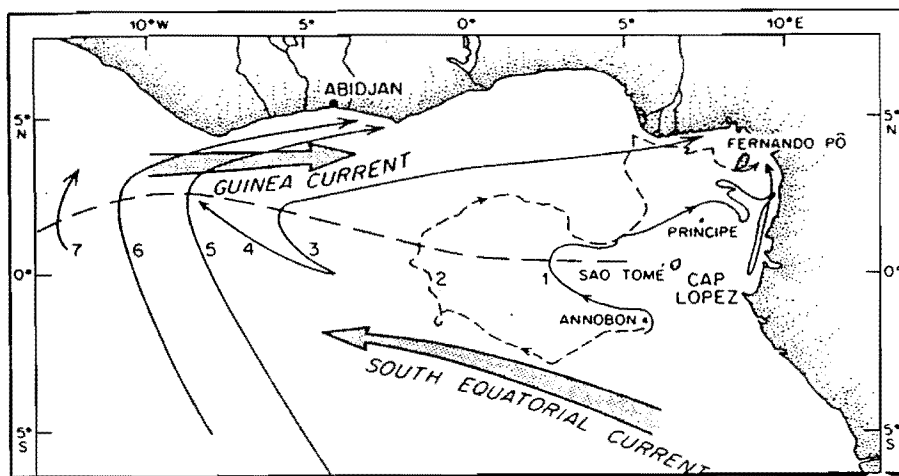 10°W 5° 0° 5° 10°E
ABIDJAN
5° N
5° N
FERNANDO PÔ
GUINEA CURRENT
PRÍNCIPE
7 6 5 4 3 2 1
0°
SAO TOMÉ
CAP LOPEZ
0°
ANNOBON
SOUTH EQUATORIAL CURRENT
5° S
5° S